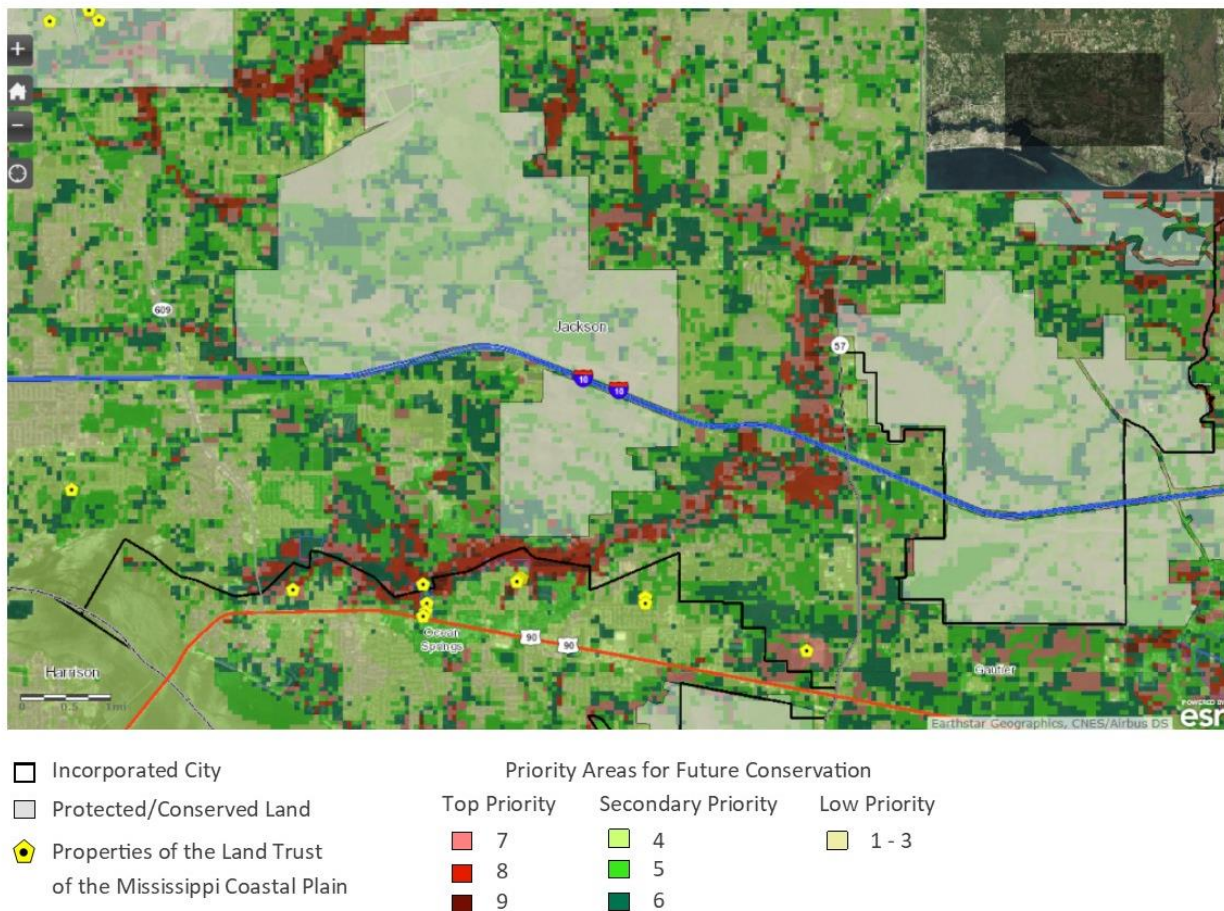 +
−
609
Jackson
10
10
57
90
90
Ocean
Springs
Harrison
Gautier
0 0.5 1mi
POWERED BY
esri
Earthstar Geographics, CNES/Airbus DS
Incorporated City
Protected/Conserved Land
Properties of the Land Trust
of the Mississippi Coastal Plain
Priority Areas for Future Conservation
Top Priority Secondary Priority Low Priority
7 4 1 - 3
8 5
9 6